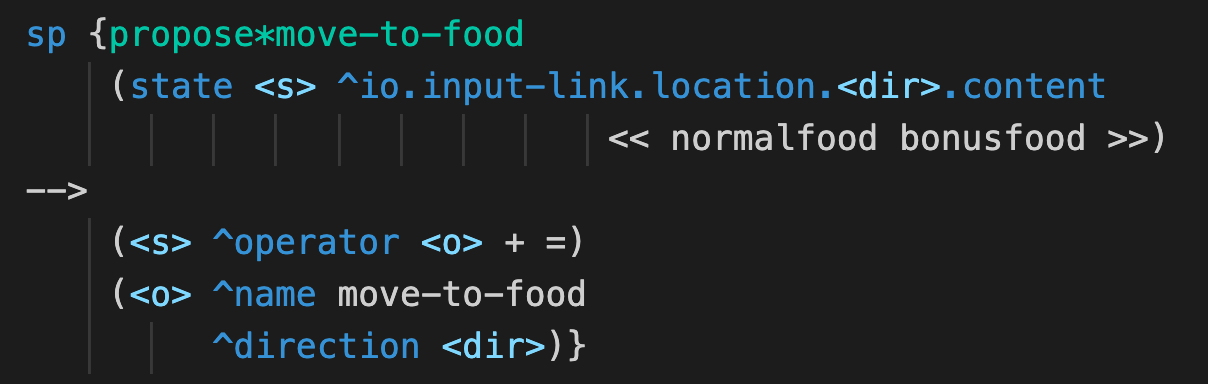 sp {propose*move-to-food
(state <s> ^io.input-link.location.<dir>.content
<< normalfood bonusfood >>)
-->
(<s> ^operator <o> + =)
(<o> ^name move-to-food
^direction <dir>)}